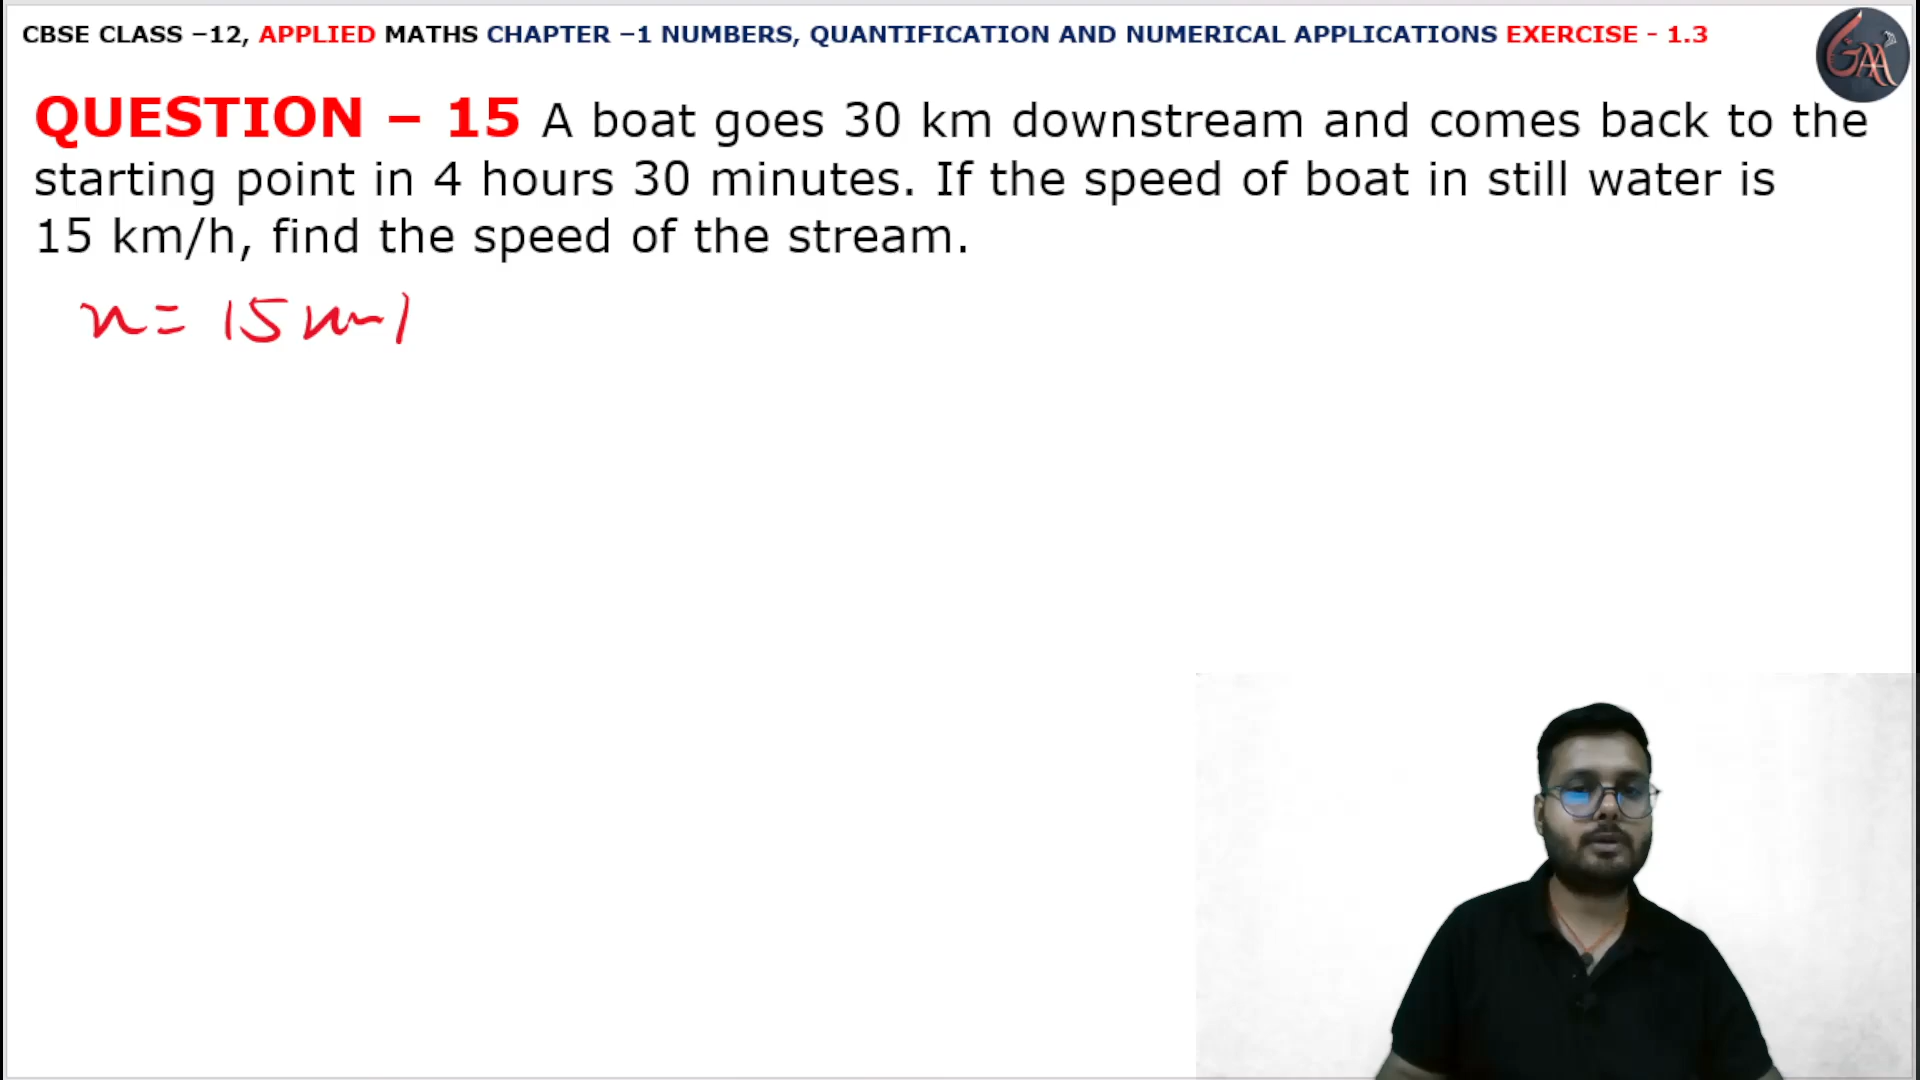 CBSE CLASS –12, APPLIED MATHS CHAPTER –1 NUMBERS, QUANTIFICATION AND NUMERICAL APPLICATIONS EXERCISE - 1.3
QUESTION – 15 A boat goes 30 km downstream and comes back to the
starting point in 4 hours 30 minutes. If the speed of boat in still water is
15 km/h, find the speed of the stream.
x = 15